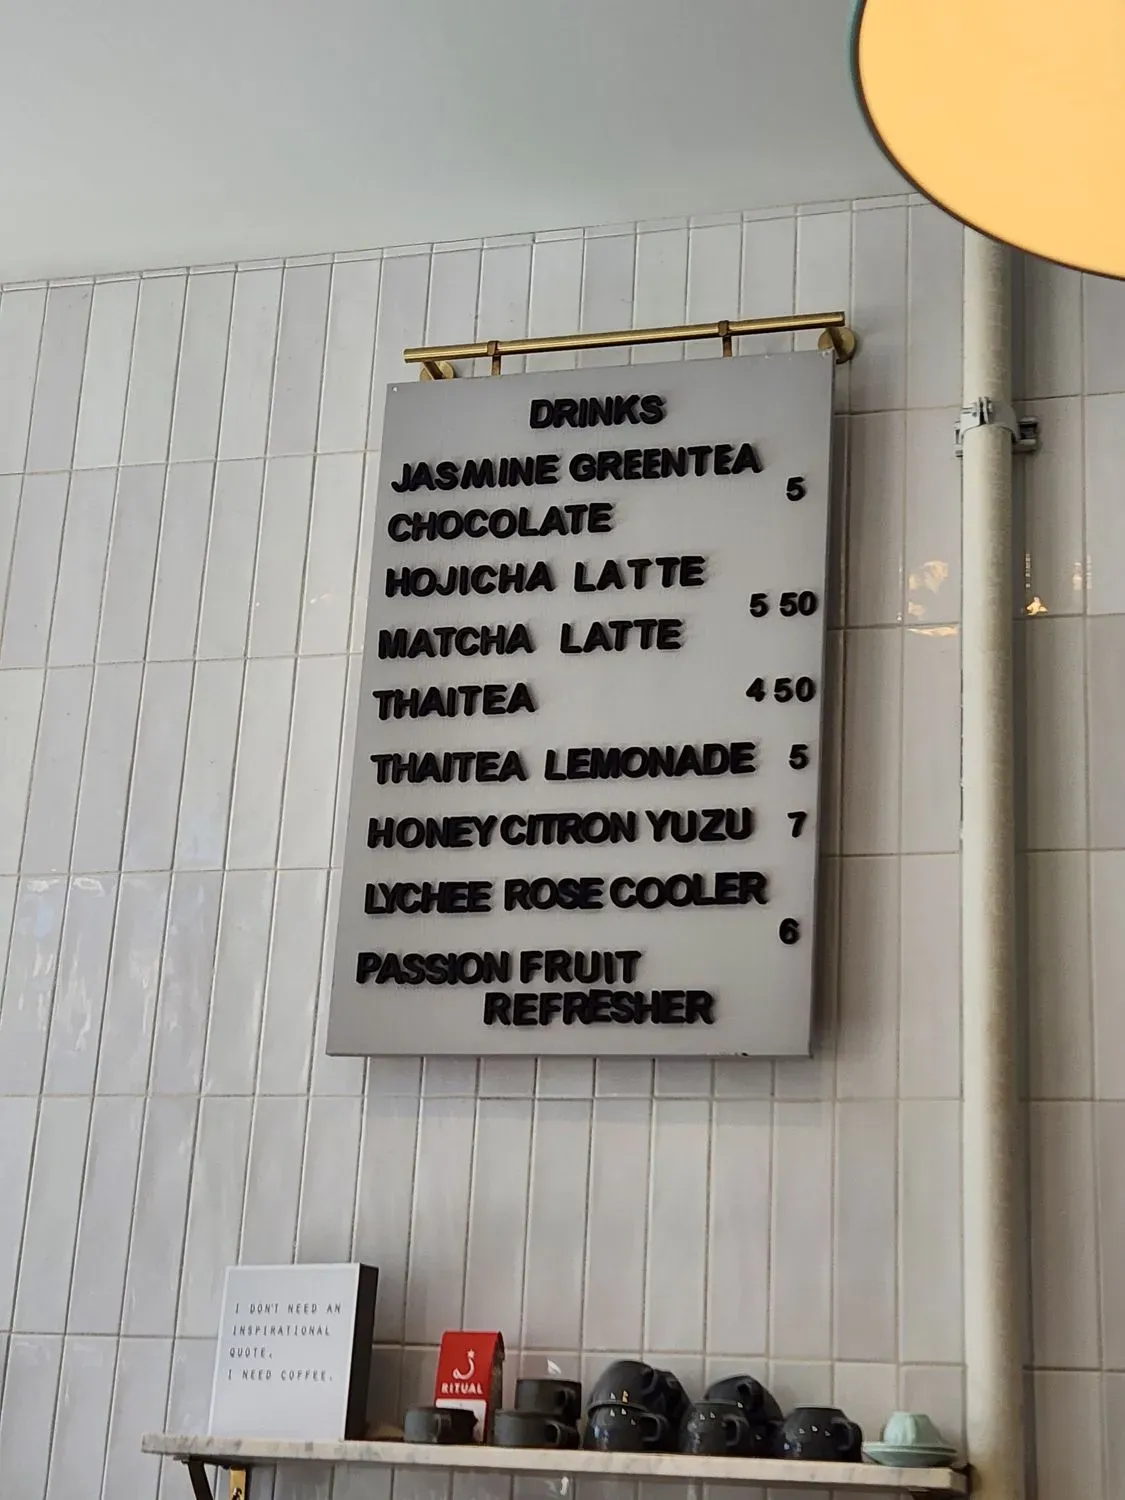 DRINKS
JASMINE GREENTEA
5
CHOCOLATE
HOJICHA LATTE
5 50
MATCHA LATTE
THAITEA 4 50
THAITEA LEMONADE 5
HONEY CITRON YUZU 7
LYCHEE ROSE COOLER
6
PASSION FRUIT
REFRESHER
I DON'T NEED AN
INSPIRATIONAL
QUOTE,
I NEED COFFEE.
RITUAL